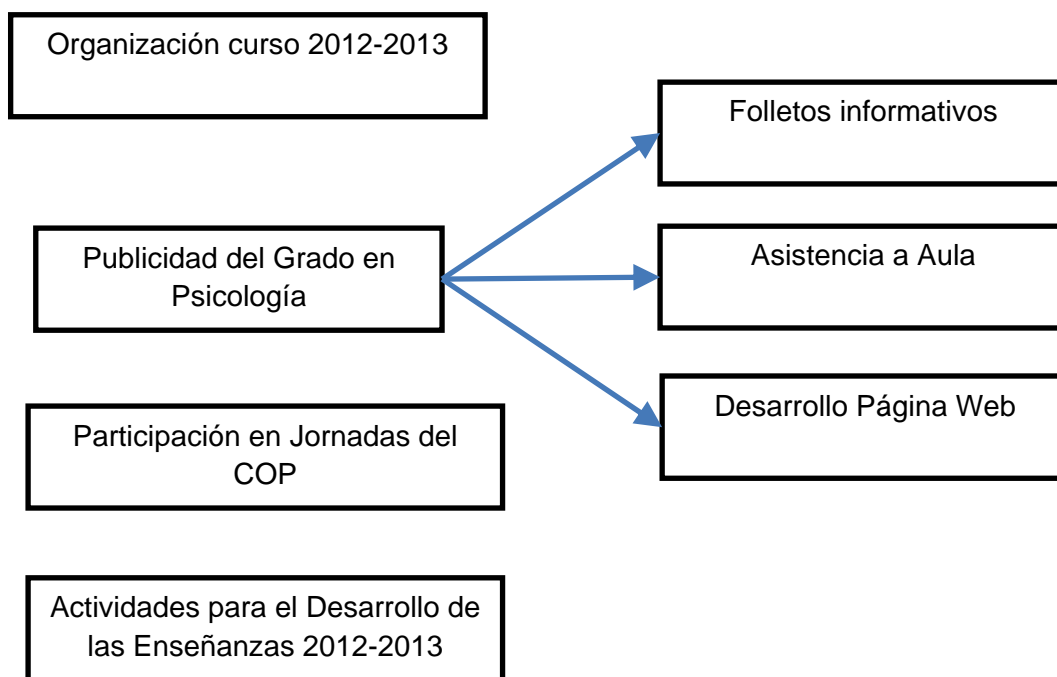 Organización curso 2012-2013
Folletos informativos
Publicidad del Grado en
Psicología
Asistencia a Aula
Desarrollo Página Web
Participación en Jornadas del
COP
Actividades para el Desarrollo de
las Enseñanzas 2012-2013